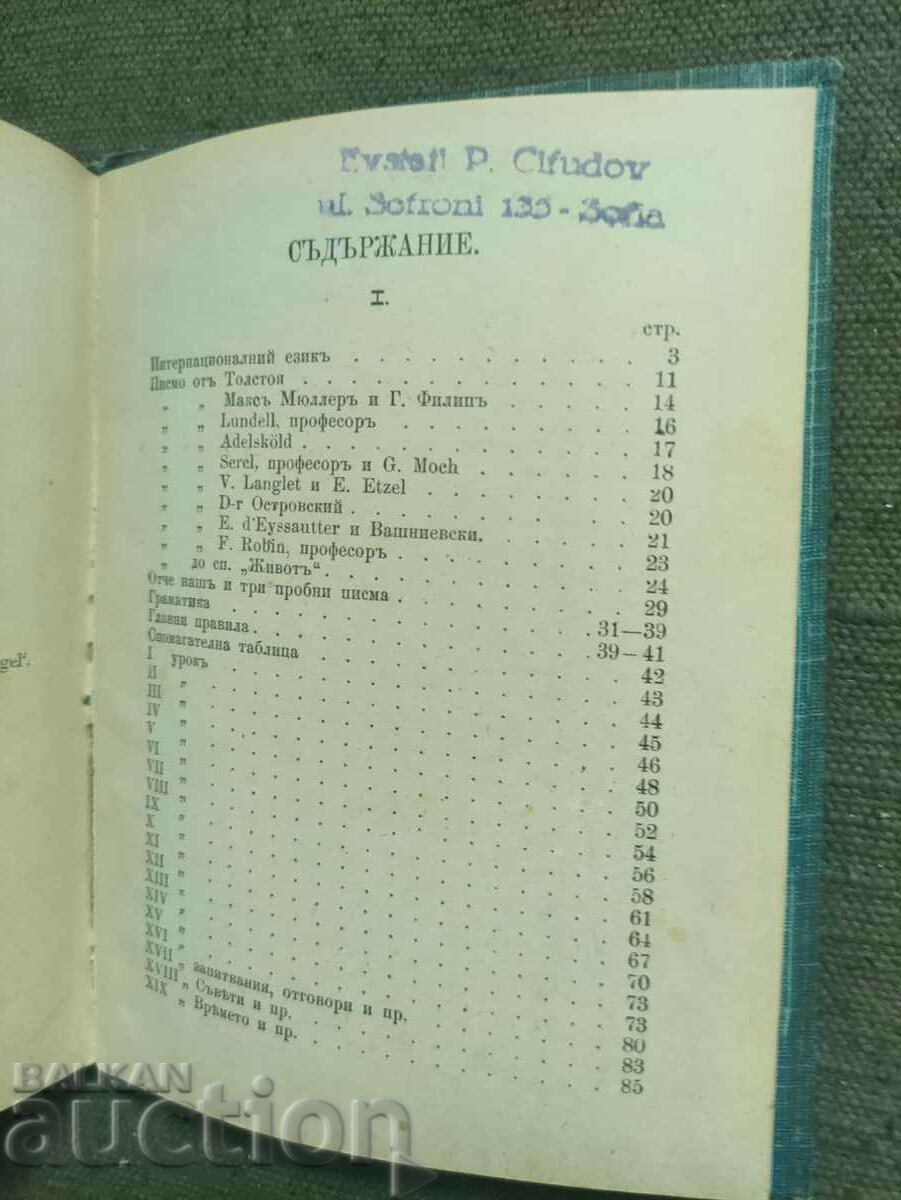 Evstati P. Clfudov
ul. Sofroni 135 - Sofia
СЪДЪРЖАНИЕ.
I.
стр.
Интернационалний езикъ . . . . . . . . . . 3
Писмо отъ Толстоя . . . . . . . . . . . . 11
„ „ Максъ Мюллеръ и Г. Филипъ . . . . . 14
„ „ Lundell, професоръ . . . . . . . . 16
„ „ Adelsköld . . . . . . . . . . . 17
„ „ Sercl, професоръ и G. Moch . . . . . 18
„ „ V. Langlet и E. Etzel . . . . . . . 20
„ „ D-r Островский . . . . . . . . . 20
„ „ E. d'Eyssautter и Вашниевски . . . . . 21
„ „ F. Robin, професоръ . . . . . . . 23
„ до сп. „Животъ“ . . . . . . . . . . 24
Отче нашъ и три пробни писма . . . . . . . . 29
Граматика . . . . . . . . . . . . 31—39
Главни правила . . . . . . . . . . . 39—41
Спомагателна таблица . . . . . . . . . . 42
I урокъ . . . . . . . . . . . . . 43
II „ . . . . . . . . . . . . . 44
III „ . . . . . . . . . . . . . 45
IV „ . . . . . . . . . . . . . 46
V „ . . . . . . . . . . . . . 48
VI „ . . . . . . . . . . . . . 50
VII „ . . . . . . . . . . . . . 52
VIII „ . . . . . . . . . . . . . 54
IX „ . . . . . . . . . . . . . 56
X „ . . . . . . . . . . . . . 58
XI „ . . . . . . . . . . . . . 61
XII „ . . . . . . . . . . . . . 64
XIII „ . . . . . . . . . . . . . 67
XIV „ . . . . . . . . . . . . . 70
XV „ . . . . . . . . . . . . . 73
XVI „ . . . . . . . . . . . . . 73
XVII „ запитвания, отговори и пр. . . . . . . 80
XVIII „ Съвѣти и пр. . . . . . . . . . 83
XIX „ Врѣмето и пр. . . . . . . . . . 85
gel'.
BALKAN
auction